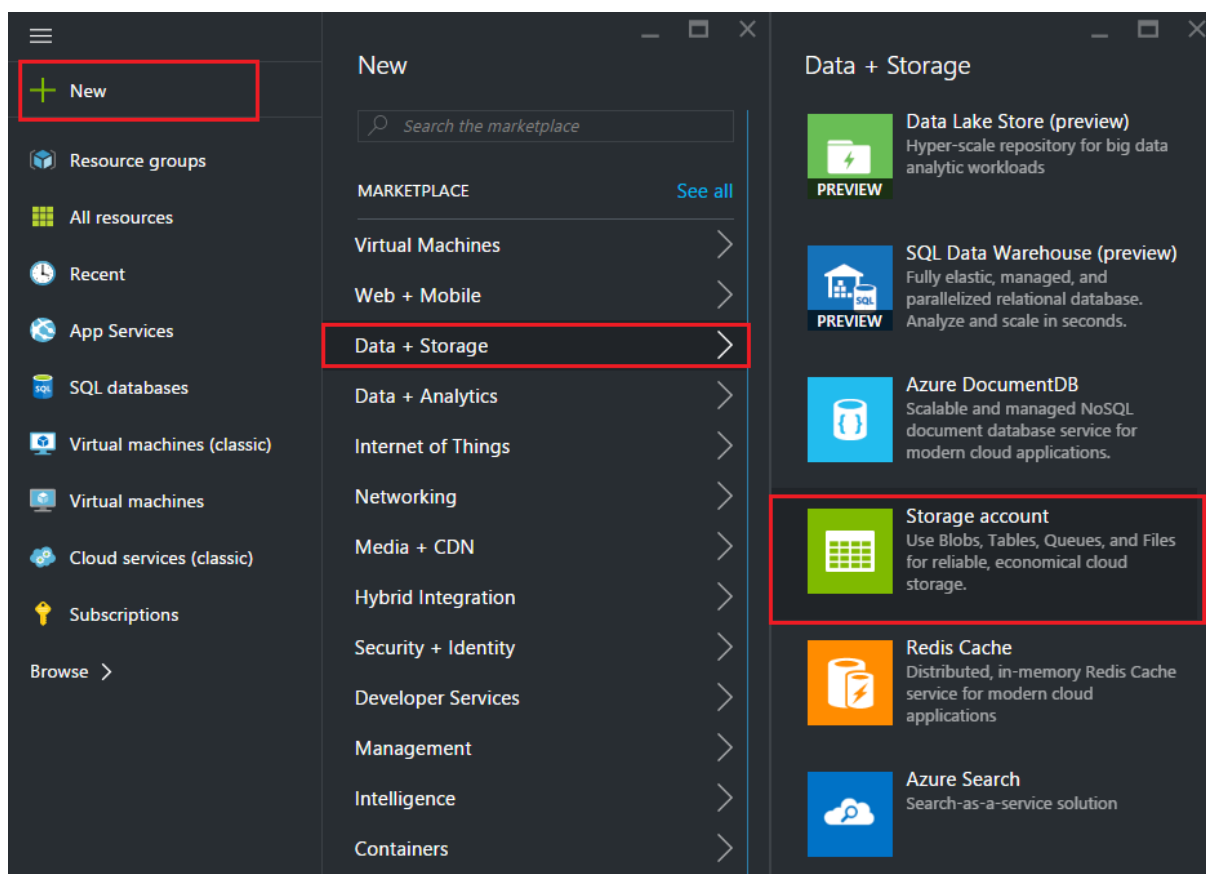 New
Resource groups
All resources
Recent
App Services
SQL databases
Virtual machines (classic)
Virtual machines
Cloud services (classic)
Subscriptions
Browse
New
Search the marketplace
MARKETPLACE See all
Virtual Machines
Web + Mobile
Data + Storage
Data + Analytics
Internet of Things
Networking
Media + CDN
Hybrid Integration
Security + Identity
Developer Services
Management
Intelligence
Containers
Data + Storage
PREVIEW
Data Lake Store (preview)
Hyper-scale repository for big data
analytic workloads
SQL
PREVIEW
SQL Data Warehouse (preview)
Fully elastic, managed, and
parallelized relational database.
Analyze and scale in seconds.
Azure DocumentDB
Scalable and managed NoSQL
document database service for
modern cloud applications.
Storage account
Use Blobs, Tables, Queues, and Files
for reliable, economical cloud
storage.
Redis Cache
Distributed, in-memory Redis Cache
service for modern cloud
applications
Azure Search
Search-as-a-service solution